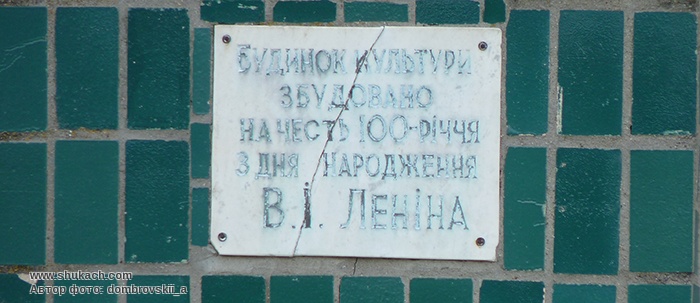 БУДИНОК КУЛЬТУРИ
ЗБУДОВАНО
НА ЧЕСТЬ 100-РІЧЧЯ
З ДНЯ НАРОДЖЕННЯ
В.І. ЛЕНІНА
www.shukach.com
Автор фото: dombrovskii_a